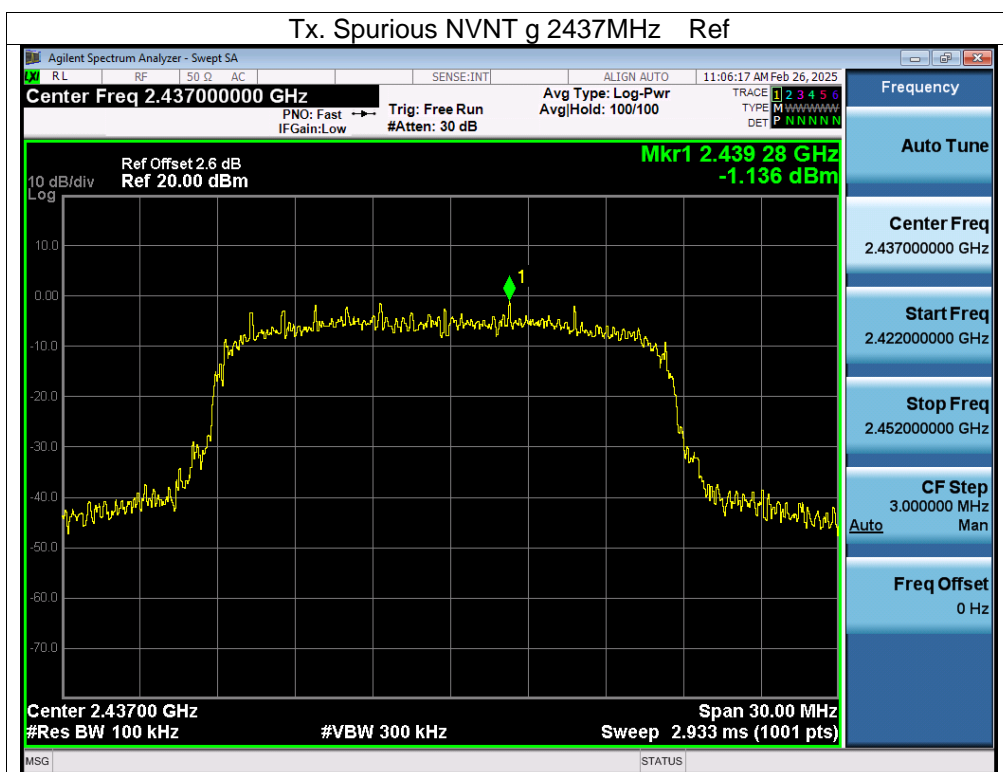 Tx. Spurious NVNT g 2437MHz Ref
Agilent Spectrum Analyzer - Swept SA
LXI RL RF 50 Ω AC SENSE:INT ALIGN AUTO 11:06:17 AM Feb 26, 2025
Center Freq 2.437000000 GHz
PNO: Fast
IFGain:Low
Trig: Free Run
#Atten: 30 dB
Avg Type: Log-Pwr
Avg|Hold: 100/100
TRACE 1 2 3 4 5 6
TYPE M WWWWW
DET P N N N N N
Mkr1 2.439 28 GHz
-1.136 dBm
Ref Offset 2.6 dB
10 dB/div Ref 20.00 dBm
Log
10.0
0.00
-10.0
-20.0
-30.0
-40.0
-50.0
-60.0
-70.0
1
Center 2.43700 GHz Span 30.00 MHz
#Res BW 100 kHz #VBW 300 kHz Sweep 2.933 ms (1001 pts)
MSG STATUS
Frequency
Auto Tune
Center Freq
2.437000000 GHz
Start Freq
2.422000000 GHz
Stop Freq
2.452000000 GHz
CF Step
3.000000 MHz
Auto Man
Freq Offset
0 Hz